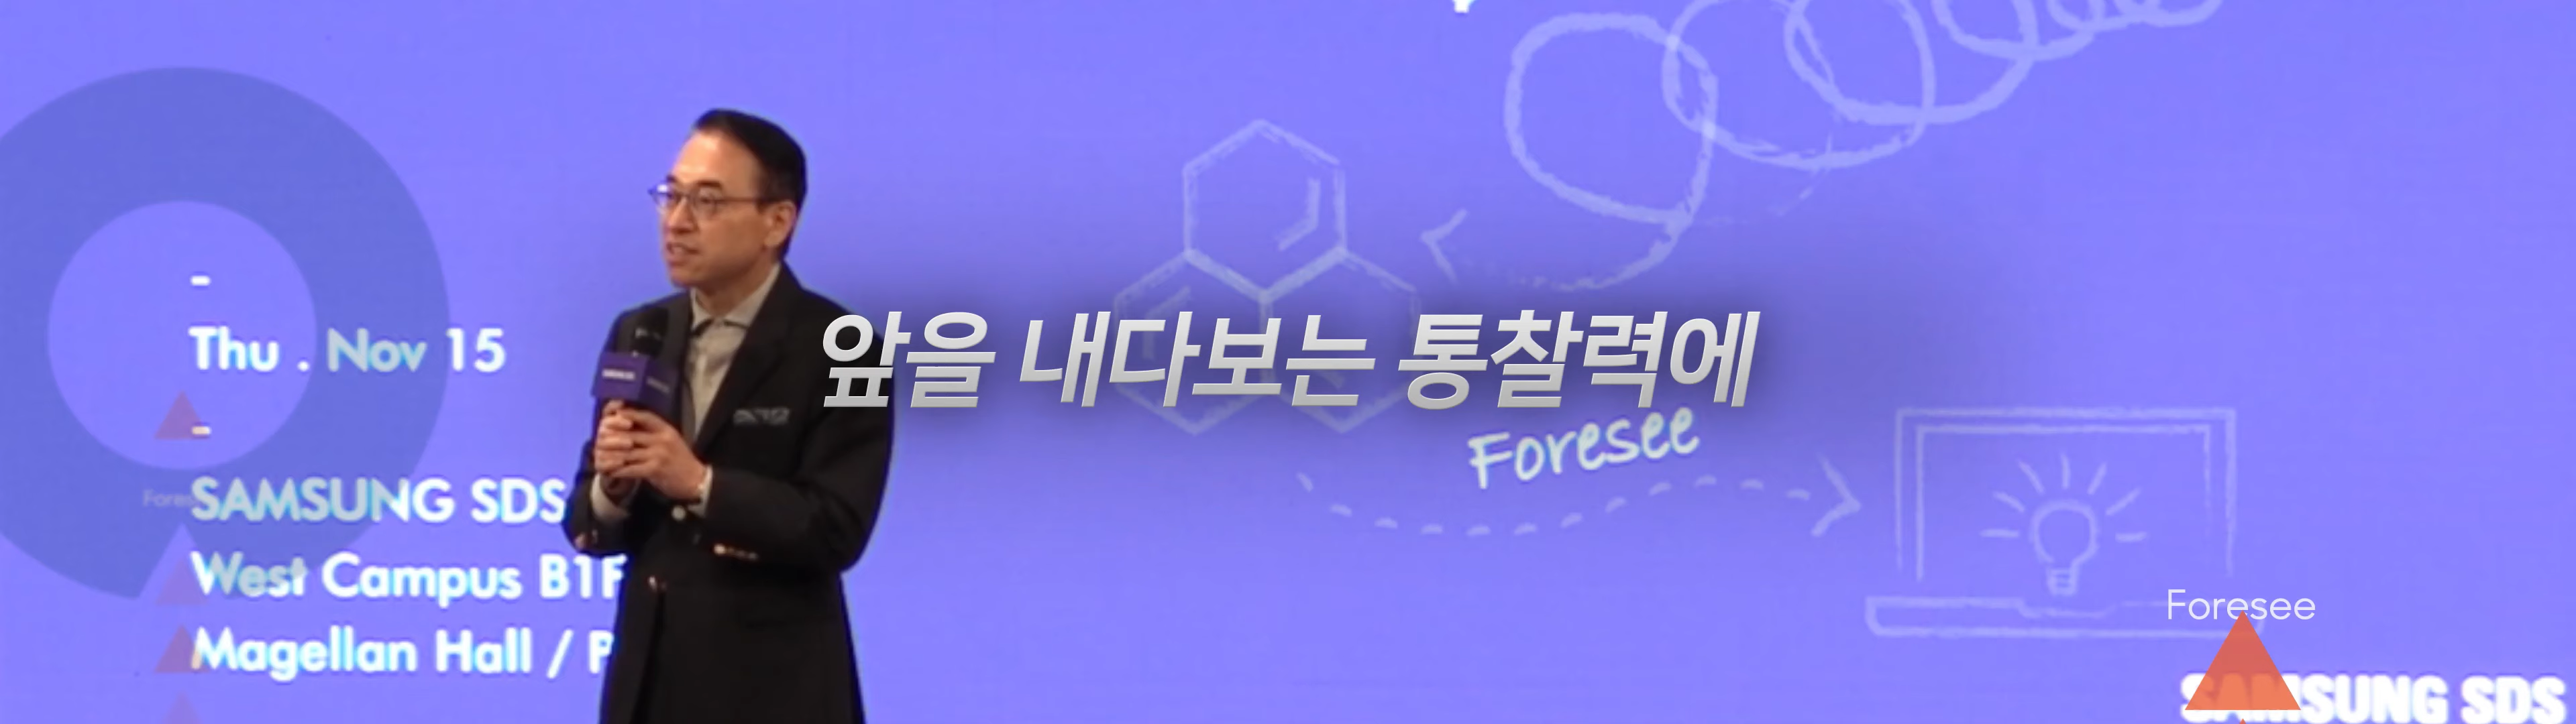 -
Thu . Nov 15
-
SAMSUNG SDS
West Campus B1F
Magellan Hall / P
앞을 내다보는 통찰력에
Foresee
Foresee
SAMSUNG SDS